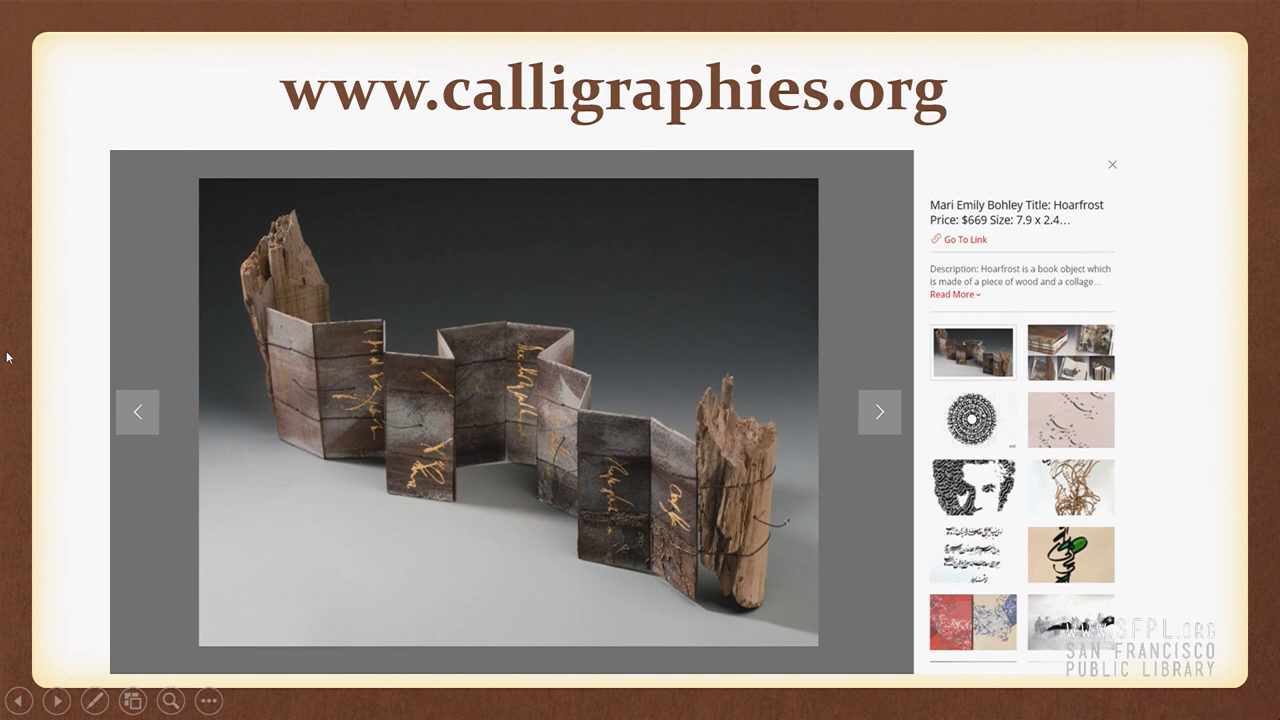 www.calligraphies.org
Mari Emily Bohley Title: Hoarfrost
Price: $669 Size: 7.9 x 2.4...
Go To Link
Description: Hoarfrost is a book object which
is made of a piece of wood and a collage...
Read More
www.SFPL.ORG
SAN FRANCISCO
PUBLIC LIBRARY